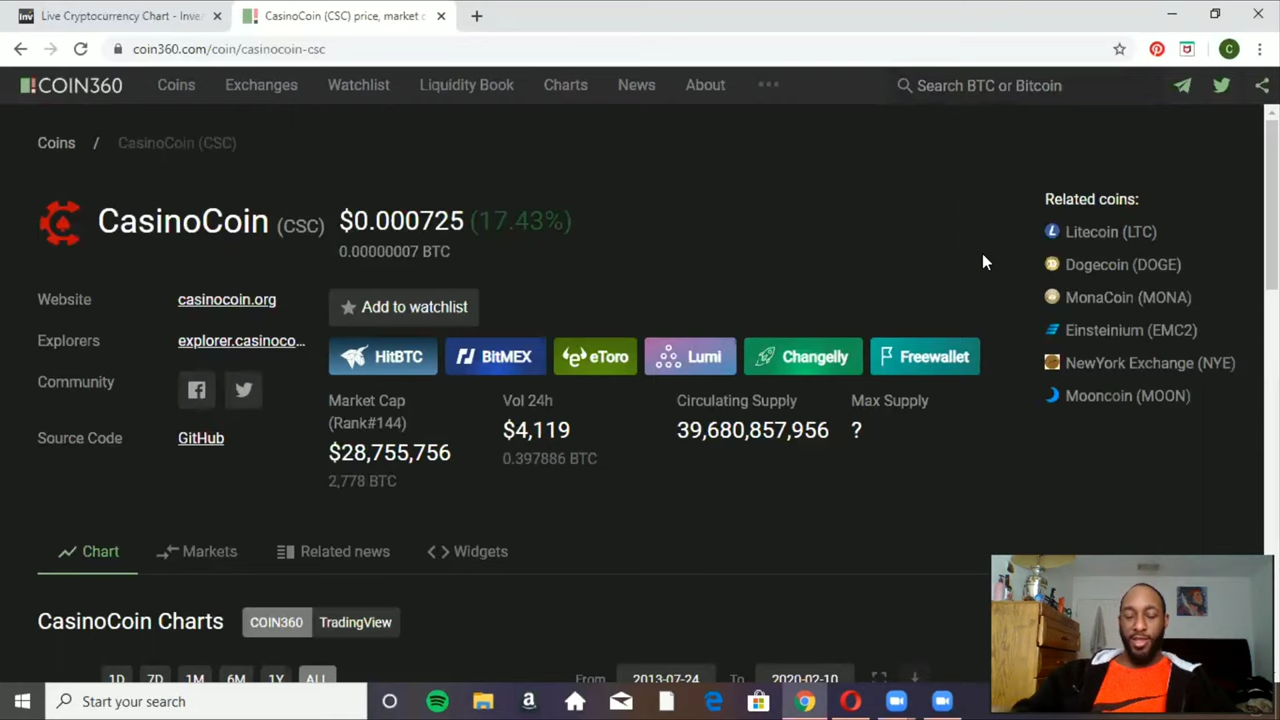 Live Cryptocurrency Chart - Inve
CasinoCoin (CSC) price, market c
coin360.com/coin/casinocoin-csc
COIN360
Coins
Exchanges
Watchlist
Liquidity Book
Charts
News
About
Search BTC or Bitcoin
Coins / CasinoCoin (CSC)
CasinoCoin (CSC) $0.000725 (17.43%)
0.00000007 BTC
Website casinocoin.org
Explorers explorer.casinoco...
Community
Source Code GitHub
Add to watchlist
HitBTC
BitMEX
eToro
Lumi
Changelly
Freewallet
Market Cap
(Rank#144)
$28,755,756
2,778 BTC
Vol 24h
$4,119
0.397886 BTC
Circulating Supply
39,680,857,956
Max Supply
?
Related coins:
Litecoin (LTC)
Dogecoin (DOGE)
MonaCoin (MONA)
Einsteinium (EMC2)
NewYork Exchange (NYE)
Mooncoin (MOON)
Chart
Markets
Related news
Widgets
CasinoCoin Charts
COIN360
TradingView
1D 7D 1M 6M 1Y ALL
From 2013-07-24 To 2020-02-10
Start your search